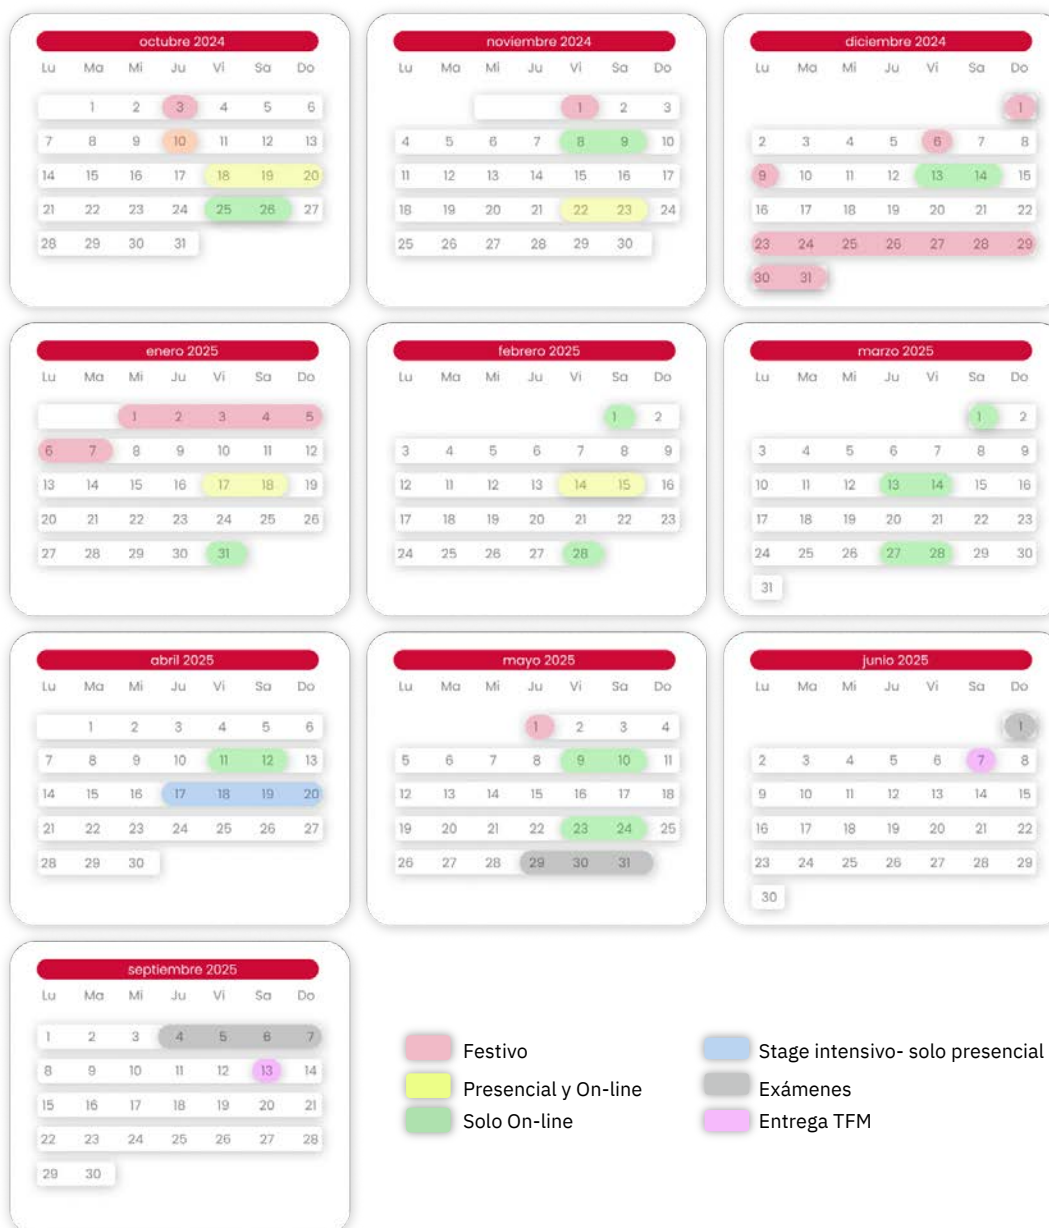 octubre 2024
Lu Ma Mi Ju Vi Sa Do
1 2 3 4 5 6
7 8 9 10 11 12 13
14 15 16 17 18 19 20
21 22 23 24 25 26 27
28 29 30 31
noviembre 2024
Lu Ma Mi Ju Vi Sa Do
1 2 3
4 5 6 7 8 9 10
11 12 13 14 15 16 17
18 19 20 21 22 23 24
25 26 27 28 29 30
diciembre 2024
Lu Ma Mi Ju Vi Sa Do
1
2 3 4 5 6 7 8
9 10 11 12 13 14 15
16 17 18 19 20 21 22
23 24 25 26 27 28 29
30 31
enero 2025
Lu Ma Mi Ju Vi Sa Do
1 2 3 4 5
6 7 8 9 10 11 12
13 14 15 16 17 18 19
20 21 22 23 24 25 26
27 28 29 30 31
febrero 2025
Lu Ma Mi Ju Vi Sa Do
1 2
3 4 5 6 7 8 9
12 11 12 13 14 15 16
17 18 19 20 21 22 23
24 25 26 27 28
marzo 2025
Lu Ma Mi Ju Vi Sa Do
1 2
3 4 5 6 7 8 9
10 11 12 13 14 15 16
17 18 19 20 21 22 23
24 25 26 27 28 29 30
31
abril 2025
Lu Ma Mi Ju Vi Sa Do
1 2 3 4 5 6
7 8 9 10 11 12 13
14 15 16 17 18 19 20
21 22 23 24 25 26 27
28 29 30
mayo 2025
Lu Ma Mi Ju Vi Sa Do
1 2 3 4
5 6 7 8 9 10 11
12 13 14 15 16 17 18
19 20 21 22 23 24 25
26 27 28 29 30 31
junio 2025
Lu Ma Mi Ju Vi Sa Do
1
2 3 4 5 6 7 8
9 10 11 12 13 14 15
16 17 18 19 20 21 22
23 24 25 26 27 28 29
30
septiembre 2025
Lu Ma Mi Ju Vi Sa Do
1 2 3 4 5 6 7
8 9 10 11 12 13 14
15 16 17 18 19 20 21
22 23 24 25 26 27 28
29 30
Festivo
Presencial y On-line
Solo On-line
Stage intensivo- solo presencial
Exámenes
Entrega TFM